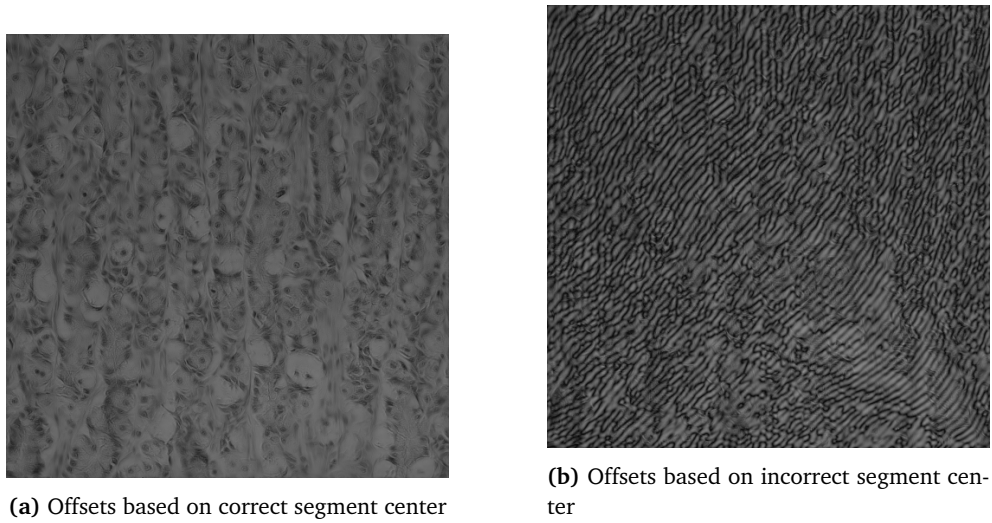 (a) Offsets based on correct segment center
(b) Offsets based on incorrect segment cen-
ter